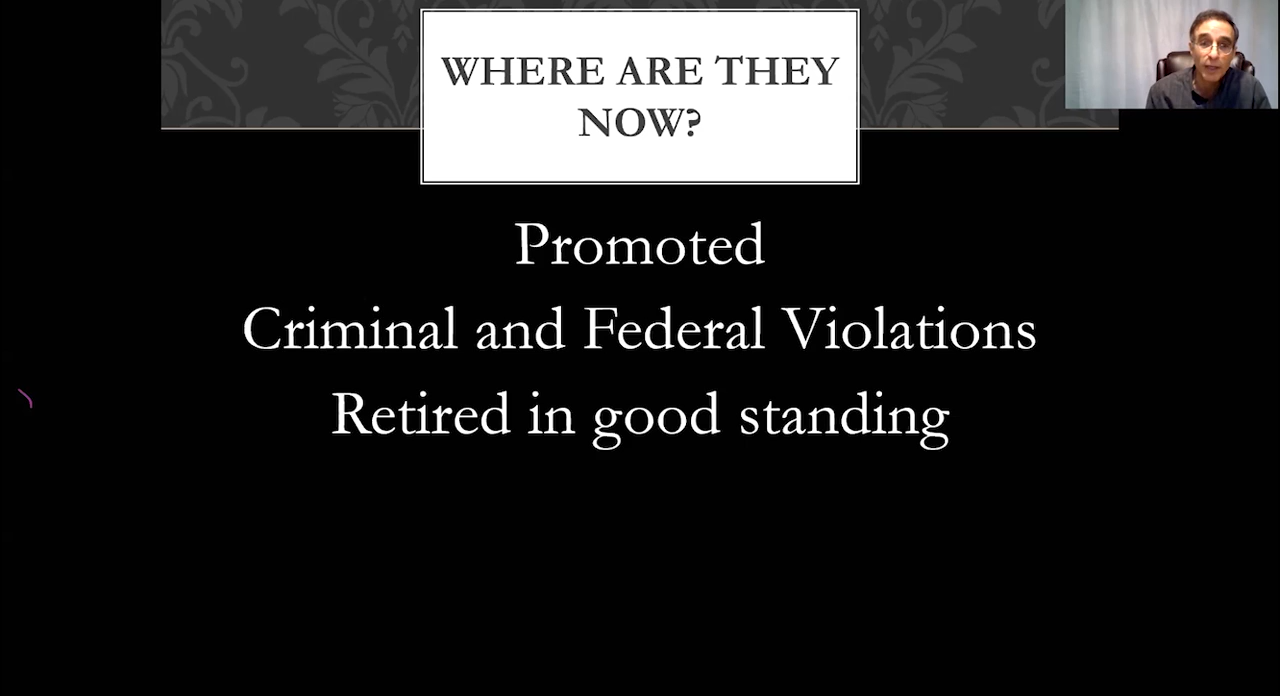 WHERE ARE THEY
NOW?
Promoted
Criminal and Federal Violations
Retired in good standing